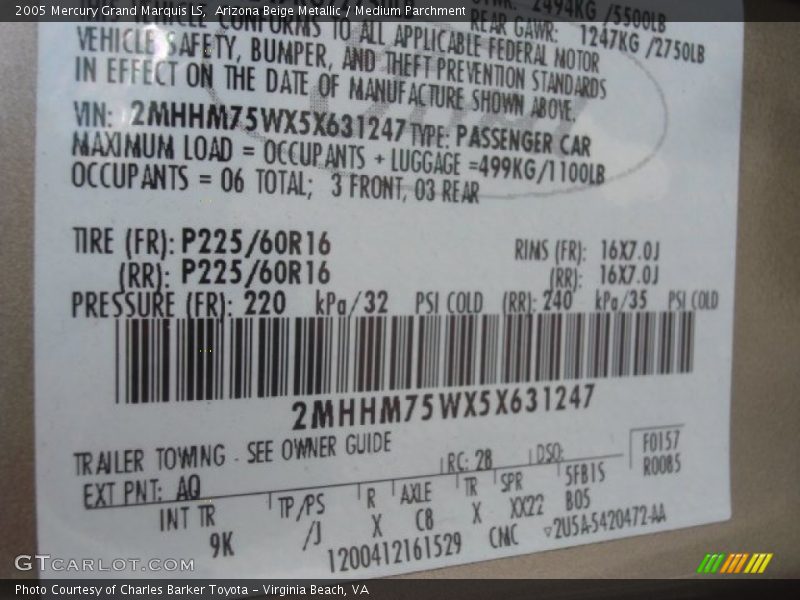 2005 Mercury Grand Marquis LS, Arizona Beige Metallic / Medium Parchment
2494KG /5500LB
REAR GAWR: 1247KG /2750LB
VEHICLE CONFORMS TO ALL APPLICABLE FEDERAL MOTOR
VEHICLE SAFETY, BUMPER, AND THEFT PREVENTION STANDARDS
IN EFFECT ON THE DATE OF MANUFACTURE SHOWN ABOVE.
VIN: 2MHHM75WX5X631247 TYPE: PASSENGER CAR
MAXIMUM LOAD = OCCUPANTS + LUGGAGE =499KG/1100LB
OCCUPANTS = 06 TOTAL; 3 FRONT, 03 REAR
TIRE (FR): P225/60R16 RIMS (FR): 16X7.0J
(RR): P225/60R16 (RR): 16X7.0J
PRESSURE (FR): 220 kPa/32 PSI COLD (RR): 240 kPa/35 PSI COLD
2MHHM75WX5X631247
TRAILER TOWING - SEE OWNER GUIDE RC: 28 DSO: F0157
R0085
EXT PNT: AQ
INT TR TP/PS R AXLE TR SPR 5FB15
9K /J X C8 X XX22 B05
1200412161529 CMC ▽2U5A-5420472-AA
GTCARLOT.COM
Photo Courtesy of Charles Barker Toyota – Virginia Beach, VA